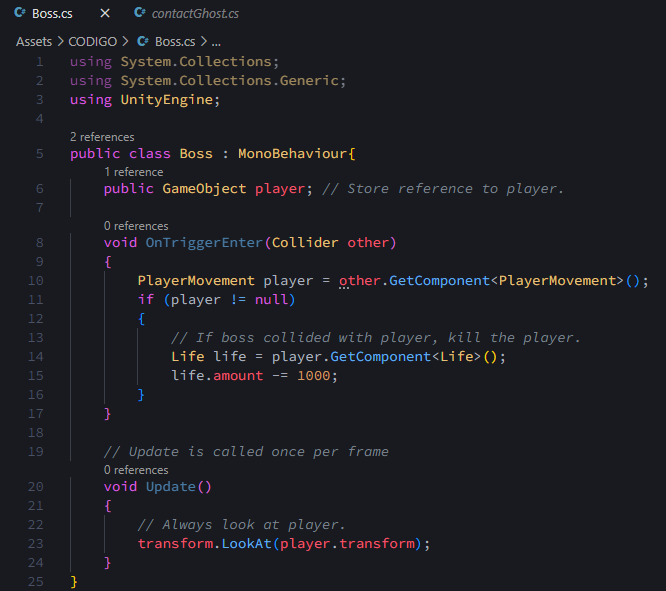 C# Boss.cs × C# contactGhost.cs
Assets > CODIGO > C# Boss.cs > ...
1 using System.Collections;
2 using System.Collections.Generic;
3 using UnityEngine;
4
2 references
5 public class Boss : MonoBehaviour{
1 reference
6 public GameObject player; // Store reference to player.
7
0 references
8 void OnTriggerEnter(Collider other)
9 {
10 PlayerMovement player = other.GetComponent<PlayerMovement>();
11 if (player != null)
12 {
13 // If boss collided with player, kill the player.
14 Life life = player.GetComponent<Life>();
15 life.amount -= 1000;
16 }
17 }
18
19 // Update is called once per frame
0 references
20 void Update()
21 {
22 // Always look at player.
23 transform.LookAt(player.transform);
24 }
25 }